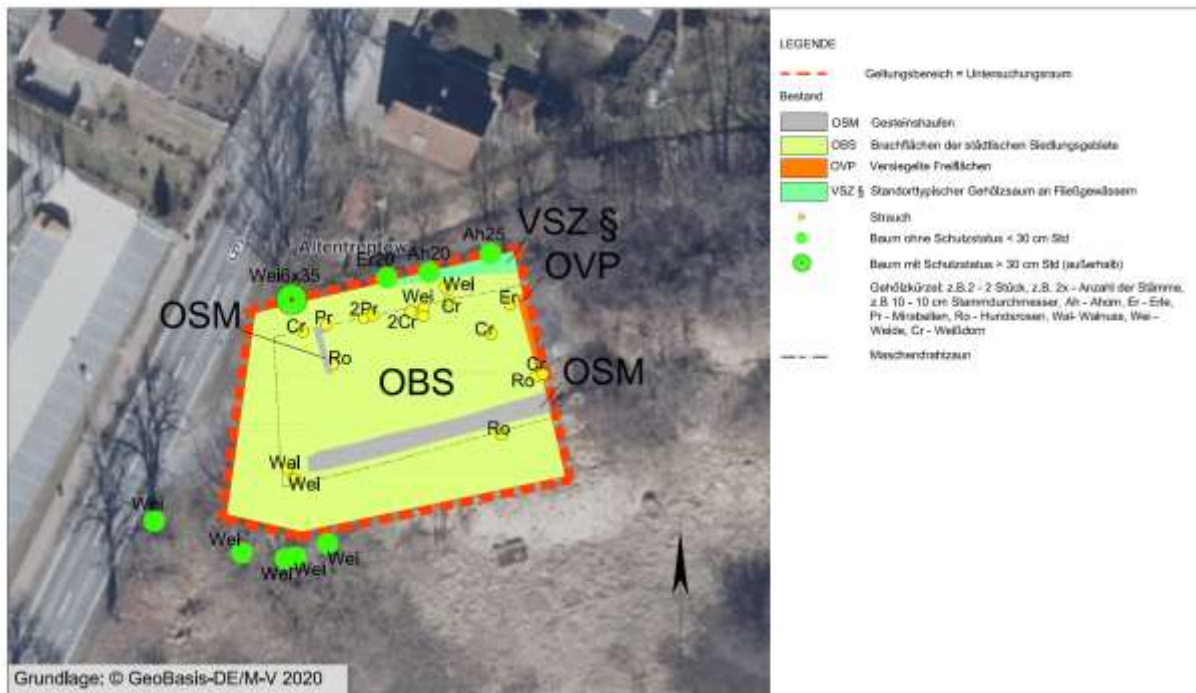 LEGENDE
Geltungsbereich = Untersuchungsraum
Bestand
OSM Gesteinshaufen
OBS Brachflächen der städtischen Siedlungsgebiete
OVP Versiegelte Freiflächen
VSZ § Standorttypischer Gehölzsaum an Fließgewässern
Strauch
Baum ohne Schutzstatus < 30 cm Std
Baum mit Schutzstatus > 30 cm Std (außerhalb)
Gehölzkürzel: z.B.2 - 2 Stück, z.B. 2x - Anzahl der Stämme,
z.B 10 - 10 cm Stammdurchmesser, Ah - Ahorn, Er - Erle,
Pr - Mirabellen, Ro - Hundsrosen, Wal- Walnuss, Wei -
Weide, Cr - Weißdorn
Maschendrahtzaun
VSZ §
Altentreptow
Ah25
Er20
Ah20
OVP
Wei6x35
Wei
Wei
Er
OSM
Cr
Pr
2Pr
2Cr
Cr
Cr
Ro
Cr
Ro
OSM
OBS
Ro
Wal
Wei
Wei
Wei
Wei
Wei
Wei
Grundlage: © GeoBasis-DE/M-V 2020